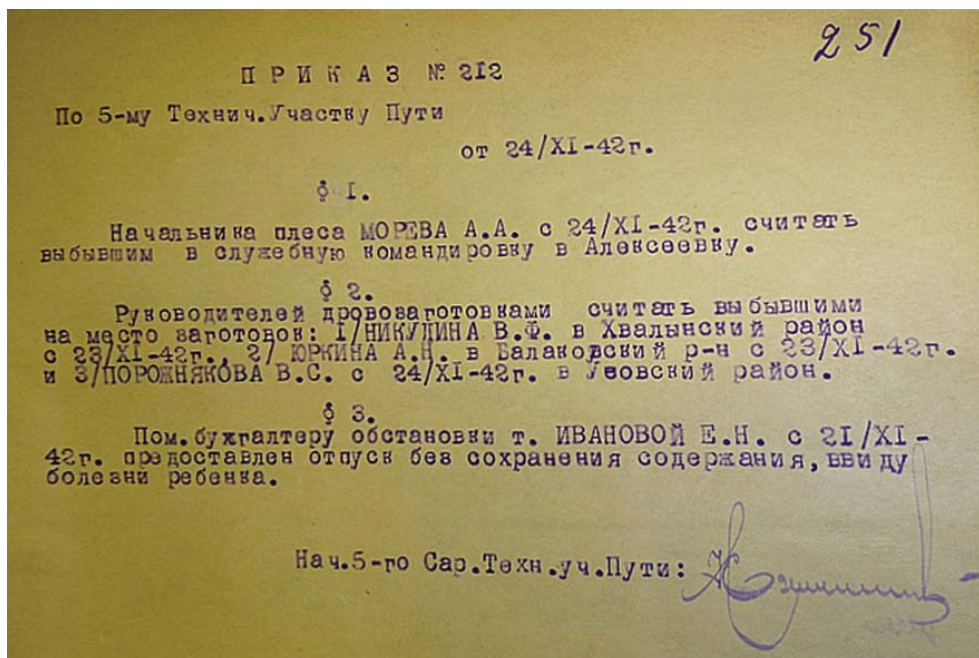 251
ПРИКАЗ № 212
По 5-му Технич.Участку Пути
от 24/XI-42г.
§ I.
Начальника плеса МОРЕВА А.А. с 24/XI-42г. считать
выбывшим в служебную командировку в Алексеевку.
§ 2.
Руководителей дровозаготовками считать выбывшими
на место заготовок: I/НИКУЛИНА В.Ф. в Хвалынский район
с 23/XI-42г., 2/ ЮРКИНА А.Н. в Балаковский р-н с 23/XI-42г.
и 3/ПОРОЖНЯКОВА В.С. с 24/XI-42г. в район.
§ 3.
Пом.бухгалтеру обстановки т. ИВАНОВОЙ Е.Н. с 21/XI-
42г. предоставлен отпуск без сохранения содержания,ввиду
болезни ребенка.
Нач.5-го Сар.Техн.уч.Пути: